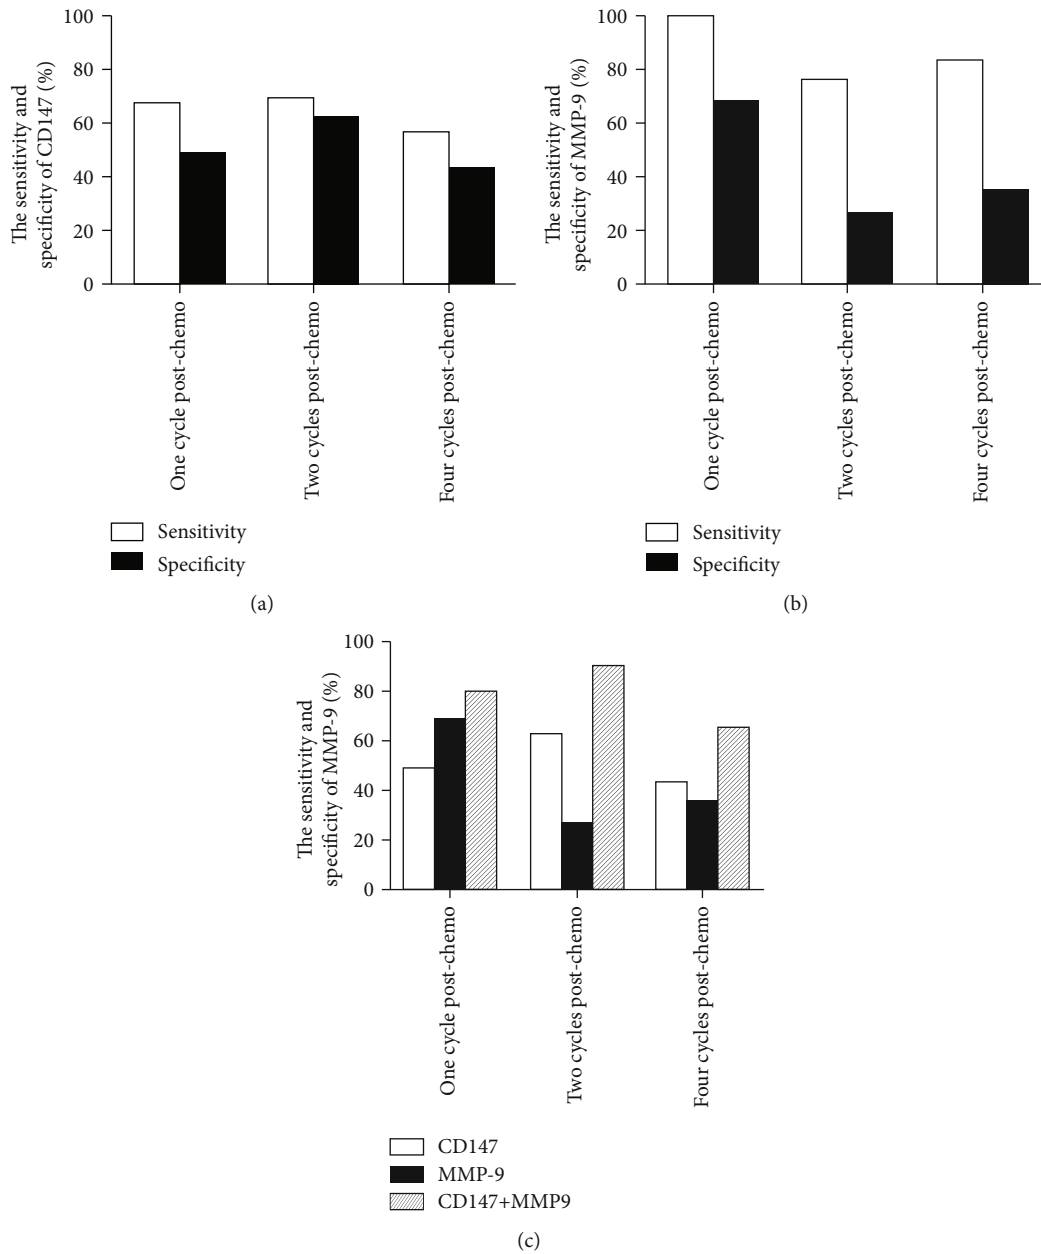 The sensitivity and
specificity of CD147 (%)
100
80
60
40
20
0
One cycle post-chemo
Two cycles post-chemo
Four cycles post-chemo
Sensitivity
Specificity
(a)
The sensitivity and
specificity of MMP-9 (%)
100
80
60
40
20
0
One cycle post-chemo
Two cycles post-chemo
Four cycles post-chemo
Sensitivity
Specificity
(b)
The sensitivity and
specificity of MMP-9 (%)
100
80
60
40
20
0
One cycle post-chemo
Two cycles post-chemo
Four cycles post-chemo
CD147
MMP-9
CD147+MMP9
(c)